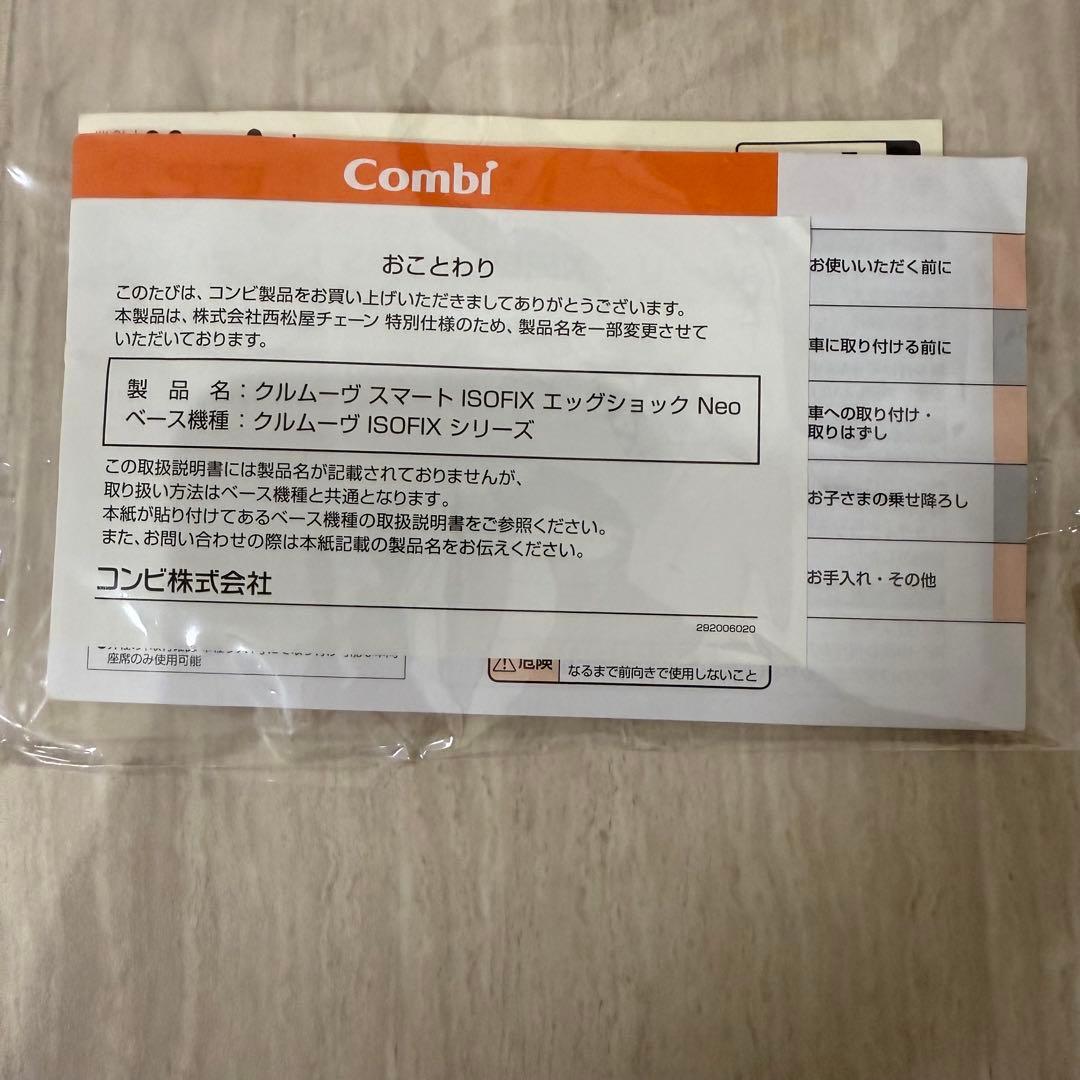 Combi
おことわり
このたびは、コンビ製品をお買い上げいただきましてありがとうございます。
本製品は、株式会社西松屋チェーン 特別仕様のため、製品名を一部変更させて
いただいております。
製 品 名：クルムーヴ スマート ISOFIX エッグショック Neo
ベース機種：クルムーヴ ISOFIX シリーズ
この取扱説明書には製品名が記載されておりませんが、
取り扱い方法はベース機種と共通となります。
本紙が貼り付けてあるベース機種の取扱説明書をご参照ください。
また、お問い合わせの際は本紙記載の製品名をお伝えください。
コンビ株式会社
292006020
お使いいただく前に
車に取り付ける前に
車への取り付け・
取りはずし
お子さまの乗せ降ろし
お手入れ・その他
座席のみ使用可能
危険
なるまで前向きで使用しないこと